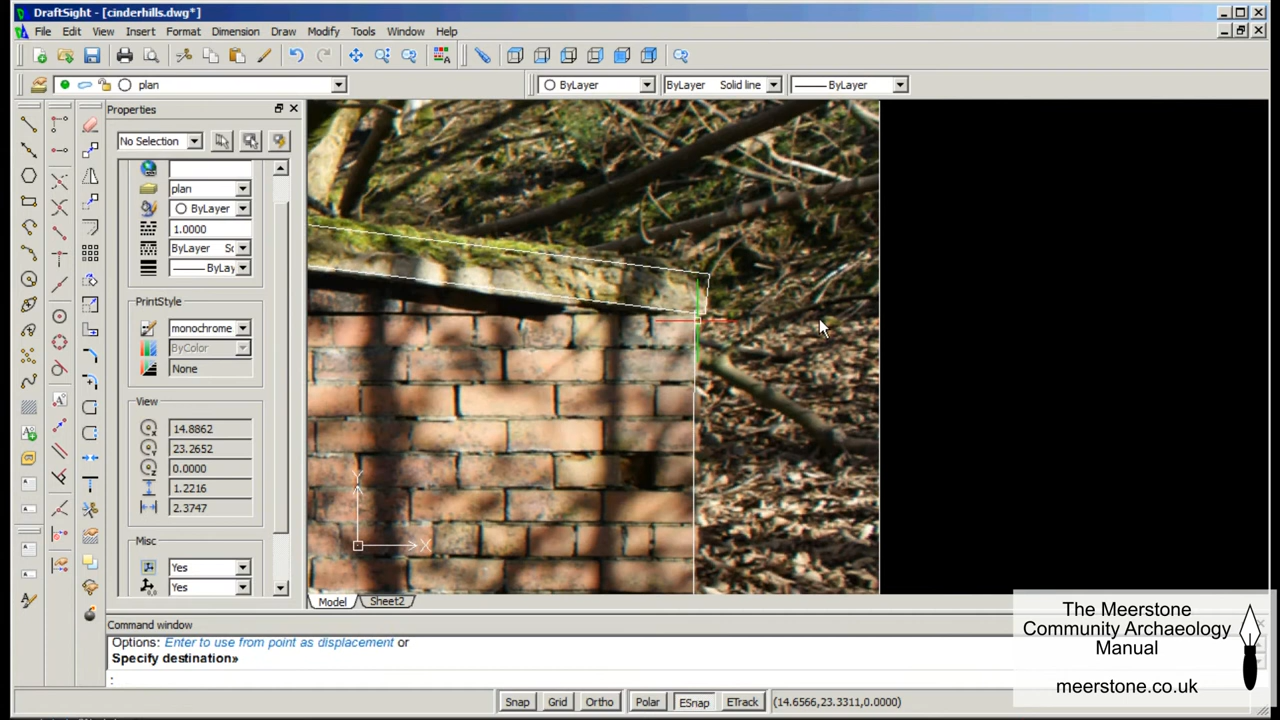 DraftSight - [cinderhills.dwg*]
File Edit View Insert Format Modify Dimension Draw Modify Tools Window Help
plan
ByLayer
ByLayer Solid line
ByLayer
Properties
No Selection
plan
ByLayer
1.0000
ByLayer
ByLay
PrintStyle
monochrome
ByColor
None
View
14.8862
23.2652
0.0000
1.2216
2.3747
Misc
Yes
Yes
Y
X
Model Sheet2
Command window
Options: Enter to use from point as displacement or
Specify destination»
:
Snap Grid Ortho Polar ESnap ETrack (14.6566,23.3311,0.0000)
The Meerstone
Community Archaeology
Manual
meerstone.co.uk